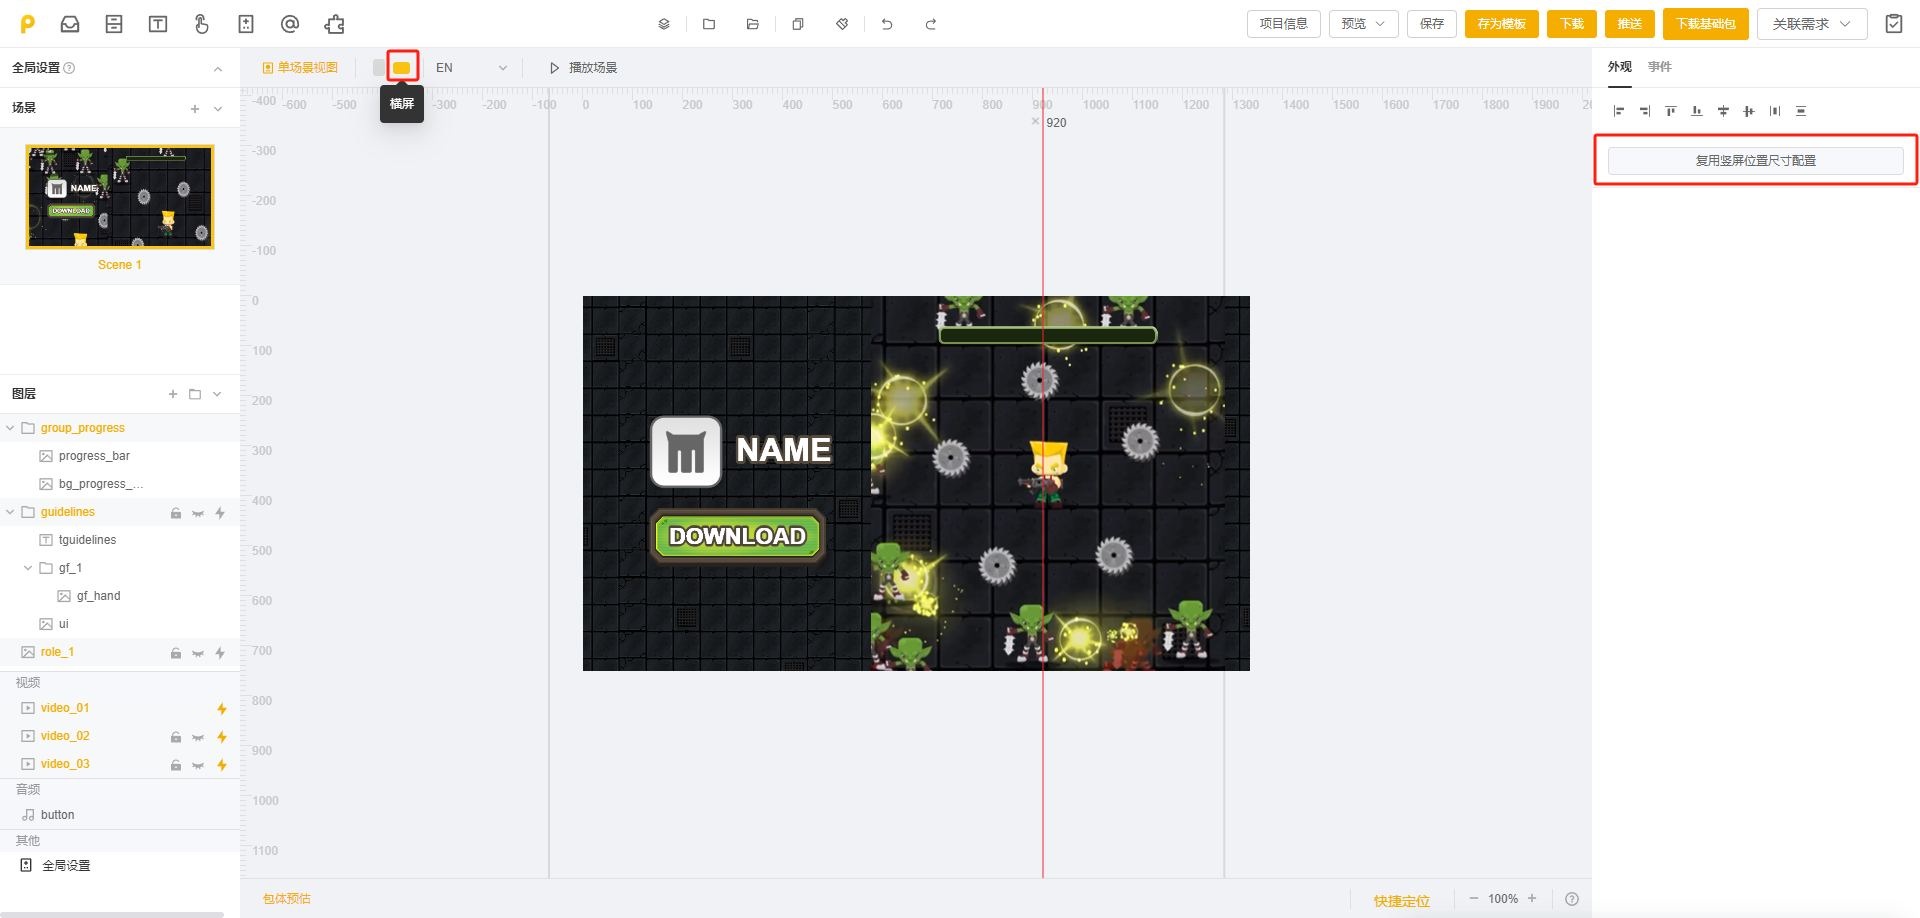 项目信息
预览
保存
存为模板
下载
推送
下载基础包
关联需求
全局设置
单场景视图
EN
播放场景
外观
事件
横屏
场景
-400
-600
-500
-300
-200
-100
0
100
200
300
400
500
600
700
800
900
1000
1100
1200
1300
1400
1500
1600
1700
1800
1900
920
-300
-200
-100
0
100
200
300
400
500
600
700
800
900
1000
1100
复用竖屏位置尺寸配置
NAME
DOWNLOAD
Scene 1
NAME
DOWNLOAD
图层
group_progress
progress_bar
bg_progress_...
guidelines
tguidelines
gf_1
gf_hand
ui
role_1
视频
video_01
video_02
video_03
音频
button
其他
全局设置
包体预估
快捷定位
100%